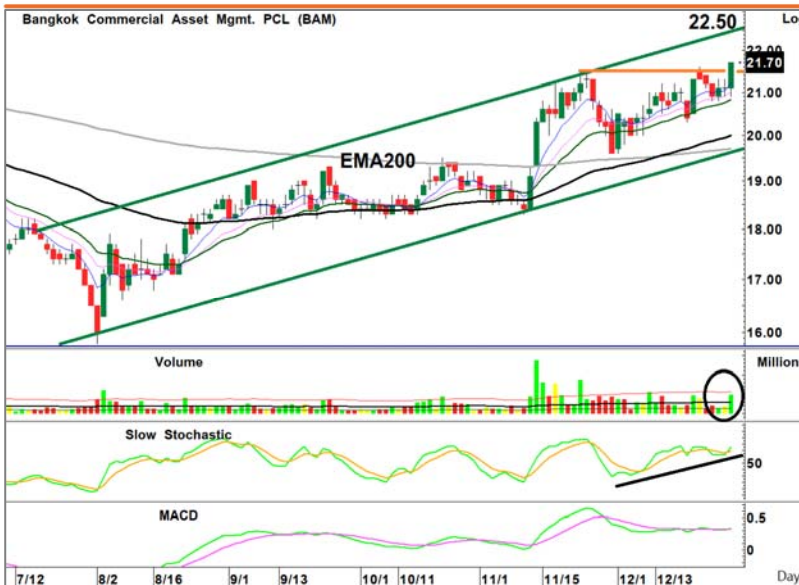 Bangkok Commercial Asset Mgmt. PCL (BAM)
22.50
Lo
22.00
21.70
21.00
20.00
EMA200
19.00
18.00
17.00
16.00
Volume
Million
Slow Stochastic
50
MACD
0.5
0
7/12 8/2 8/16 9/1 9/13 10/1 10/11 11/1 11/15 12/1 12/13 Day